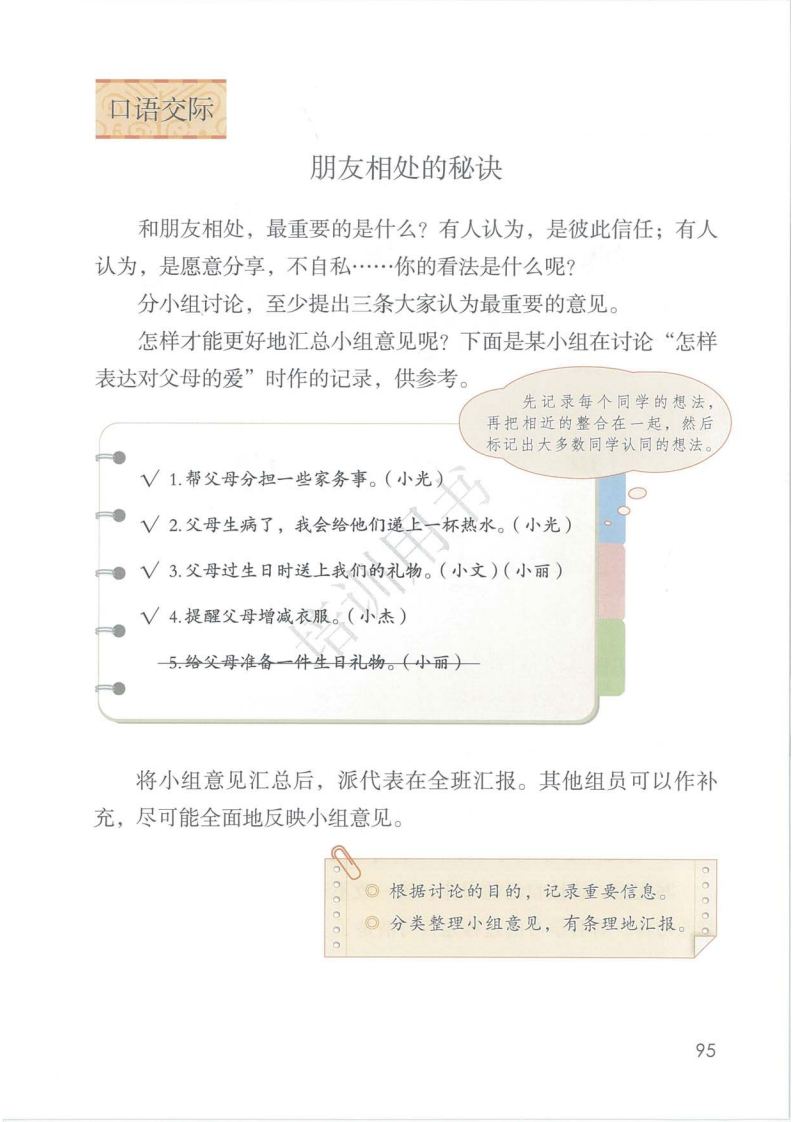 口语交际
朋友相处的秘诀
和朋友相处，最重要的是什么？有人认为，是彼此信任；有人
认为，是愿意分享，不自私……你的看法是什么呢？
分小组讨论，至少提出三条大家认为最重要的意见。
怎样才能更好地汇总小组意见呢？下面是某小组在讨论“怎样
表达对父母的爱”时作的记录，供参考。
先记录每个同学的想法，
再把相近的整合在一起，然后
标记出大多数同学认同的想法。
√ 1.帮父母分担一些家务事。（小光）
√ 2.父母生病了，我会给他们递上一杯热水。（小光）
√ 3.父母过生日时送上我们的礼物。（小文）（小丽）
√ 4.提醒父母增减衣服。（小杰）
5.给父母准备一件生日礼物。（小丽）
培训用书
将小组意见汇总后，派代表在全班汇报。其他组员可以作补
充，尽可能全面地反映小组意见。
◎ 根据讨论的目的，记录重要信息。
◎ 分类整理小组意见，有条理地汇报。
95